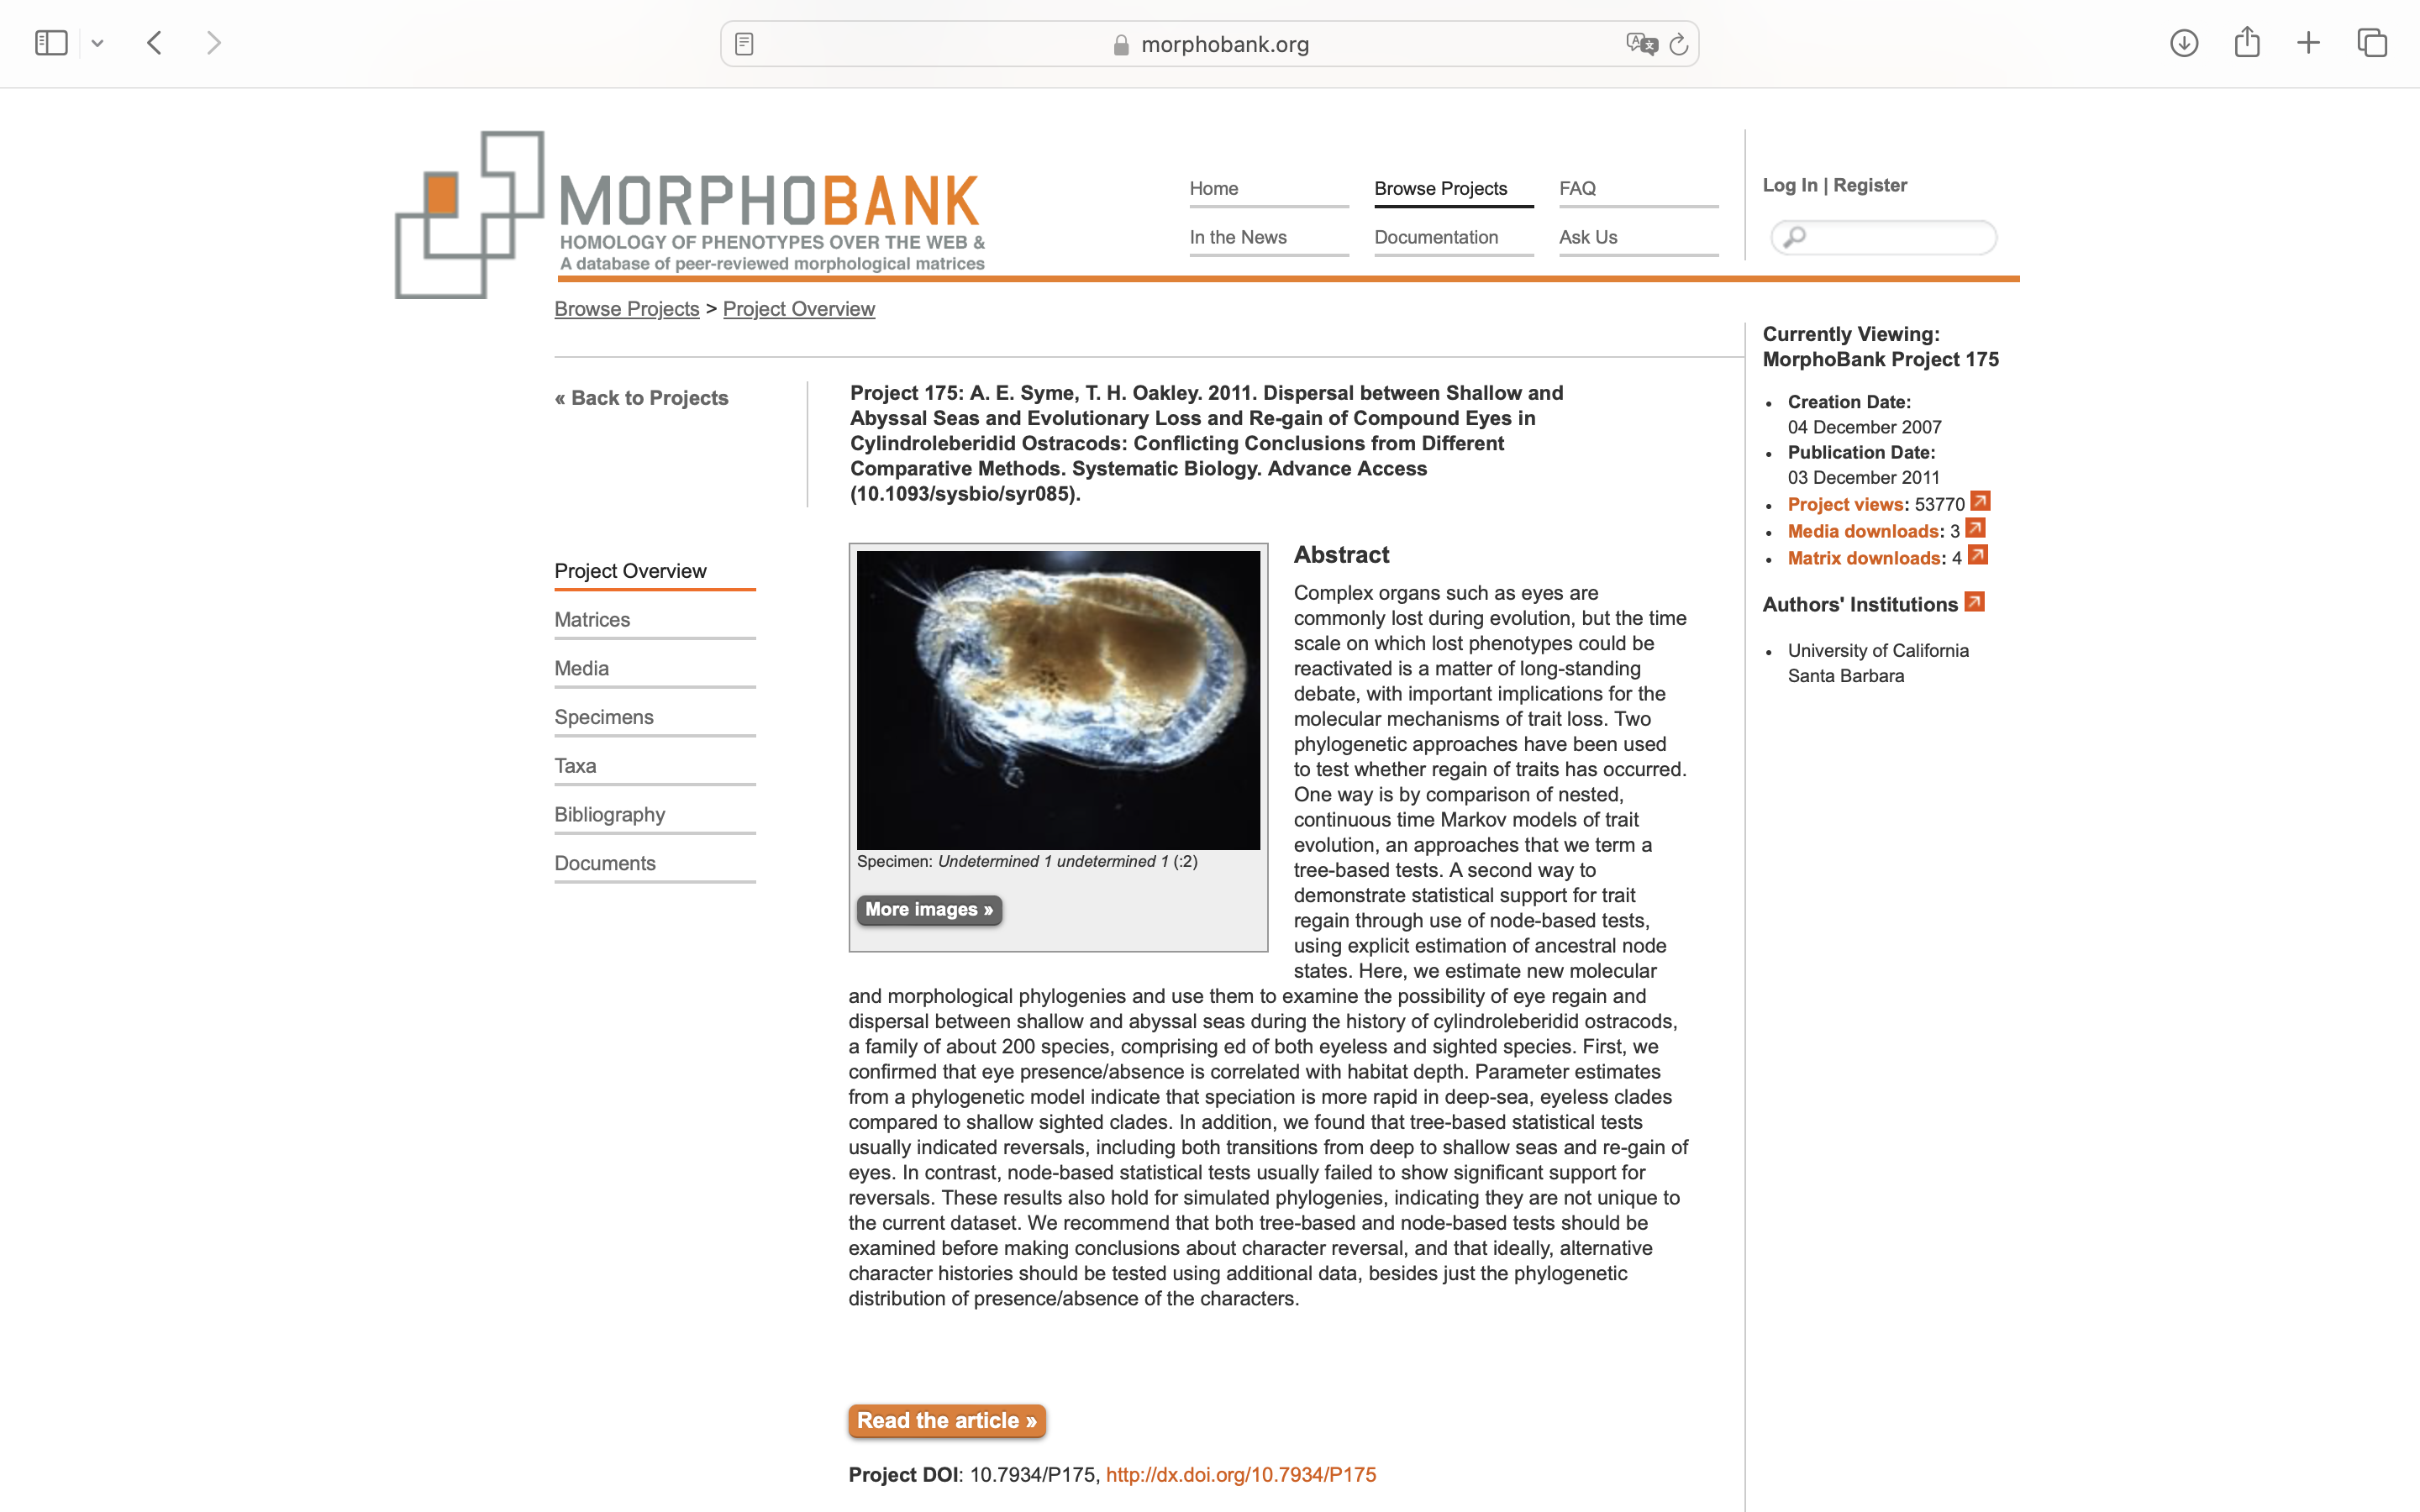 morphobank.org
MORPHOBANK
HOMOLOGY OF PHENOTYPES OVER THE WEB &
A database of peer-reviewed morphological matrices
Home
Browse Projects
FAQ
In the News
Documentation
Ask Us
Log In | Register
Browse Projects > Project Overview
« Back to Projects
Project 175: A. E. Syme, T. H. Oakley. 2011. Dispersal between Shallow and
Abyssal Seas and Evolutionary Loss and Re-gain of Compound Eyes in
Cylindroleberidid Ostracods: Conflicting Conclusions from Different
Comparative Methods. Systematic Biology. Advance Access
(10.1093/sysbio/syr085).
Project Overview
Matrices
Media
Specimens
Taxa
Bibliography
Documents
Specimen: Undetermined 1 undetermined 1 (:2)
More images »
Abstract
Complex organs such as eyes are
commonly lost during evolution, but the time
scale on which lost phenotypes could be
reactivated is a matter of long-standing
debate, with important implications for the
molecular mechanisms of trait loss. Two
phylogenetic approaches have been used
to test whether regain of traits has occurred.
One way is by comparison of nested,
continuous time Markov models of trait
evolution, an approaches that we term a
tree-based tests. A second way to
demonstrate statistical support for trait
regain through use of node-based tests,
using explicit estimation of ancestral node
states. Here, we estimate new molecular
and morphological phylogenies and use them to examine the possibility of eye regain and
dispersal between shallow and abyssal seas during the history of cylindroleberidid ostracods,
a family of about 200 species, comprising ed of both eyeless and sighted species. First, we
confirmed that eye presence/absence is correlated with habitat depth. Parameter estimates
from a phylogenetic model indicate that speciation is more rapid in deep-sea, eyeless clades
compared to shallow sighted clades. In addition, we found that tree-based statistical tests
usually indicated reversals, including both transitions from deep to shallow seas and re-gain of
eyes. In contrast, node-based statistical tests usually failed to show significant support for
reversals. These results also hold for simulated phylogenies, indicating they are not unique to
the current dataset. We recommend that both tree-based and node-based tests should be
examined before making conclusions about character reversal, and that ideally, alternative
character histories should be tested using additional data, besides just the phylogenetic
distribution of presence/absence of the characters.
Read the article »
Project DOI: 10.7934/P175, http://dx.doi.org/10.7934/P175
Currently Viewing:
MorphoBank Project 175
• Creation Date:
04 December 2007
• Publication Date:
03 December 2011
• Project views: 53770
• Media downloads: 3
• Matrix downloads: 4
Authors' Institutions
• University of California
Santa Barbara